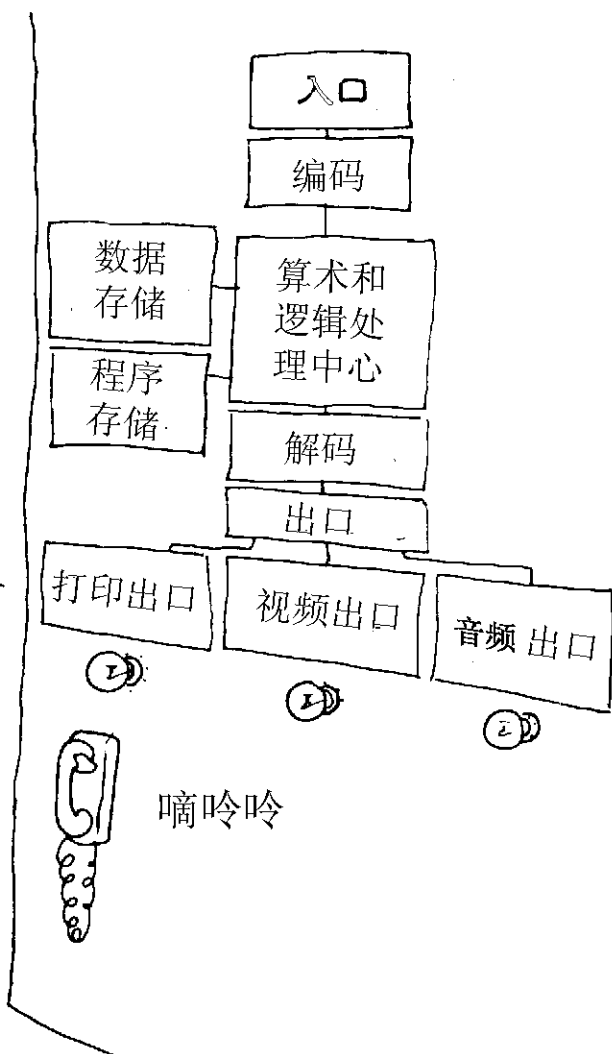 入口
编码
数据
存储
算术和
逻辑处
理中心
程序
存储
解码
出口
打印出口
视频出口
音频出口
嘀呤呤